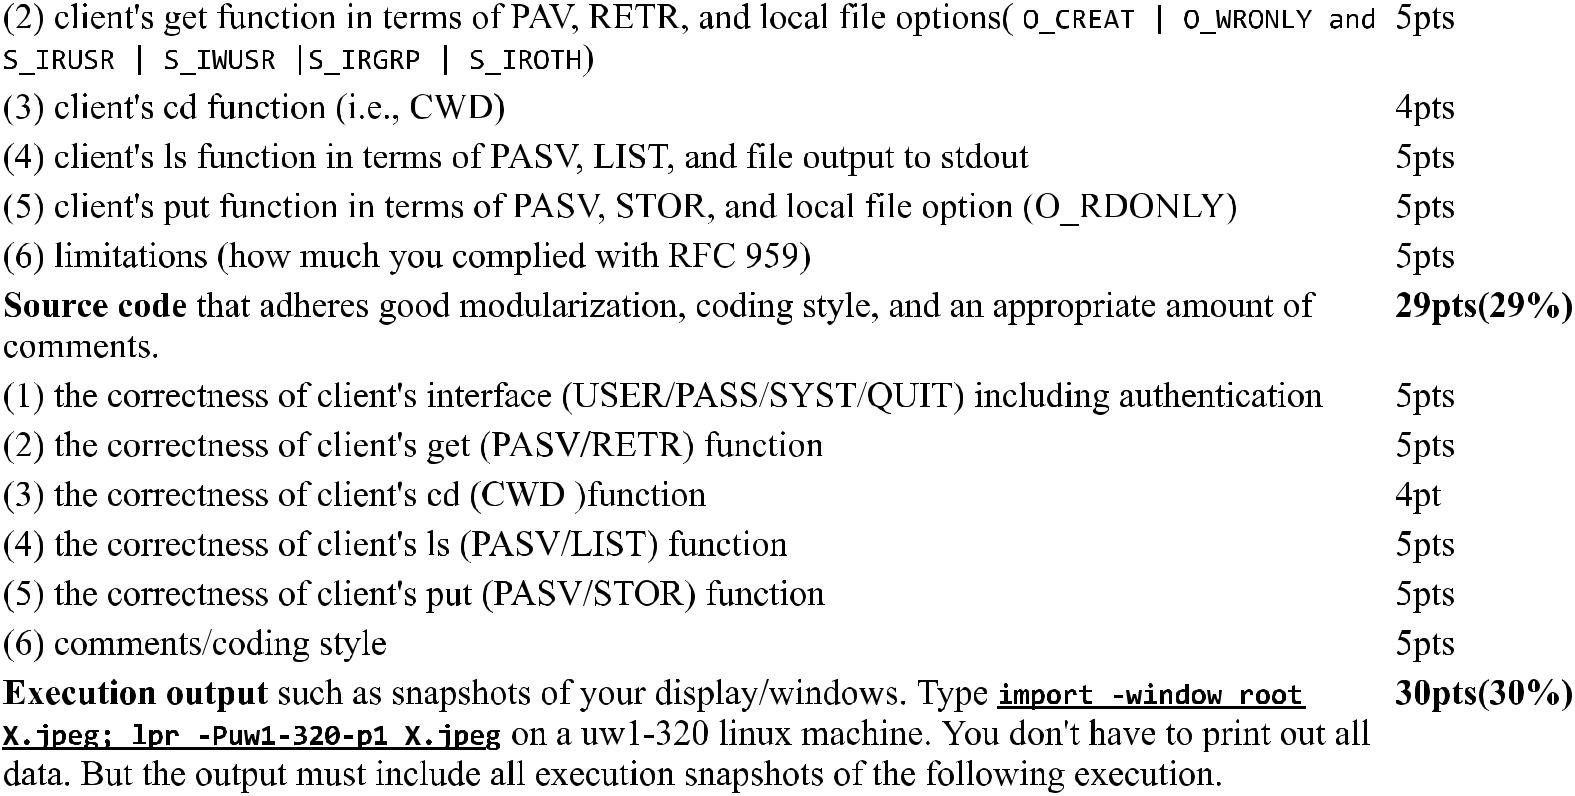 (2) client's get function in terms of PAV, RETR, and local file options( O_CREAT | O_WRONLY and 5pts
S_IRUSR | S_IWUSR |S_IRGRP | S_IROTH)
(3) client's cd function (i.e., CWD) 4pts
(4) client's ls function in terms of PASV, LIST, and file output to stdout 5pts
(5) client's put function in terms of PASV, STOR, and local file option (O_RDONLY) 5pts
(6) limitations (how much you complied with RFC 959) 5pts
Source code that adheres good modularization, coding style, and an appropriate amount of 29pts(29%)
comments.
(1) the correctness of client's interface (USER/PASS/SYST/QUIT) including authentication 5pts
(2) the correctness of client's get (PASV/RETR) function 5pts
(3) the correctness of client's cd (CWD )function 4pt
(4) the correctness of client's ls (PASV/LIST) function 5pts
(5) the correctness of client's put (PASV/STOR) function 5pts
(6) comments/coding style 5pts
Execution output such as snapshots of your display/windows. Type import -window root 30pts(30%)
X.jpeg; lpr -Puw1-320-p1 X.jpeg on a uw1-320 linux machine. You don't have to print out all
data. But the output must include all execution snapshots of the following execution.